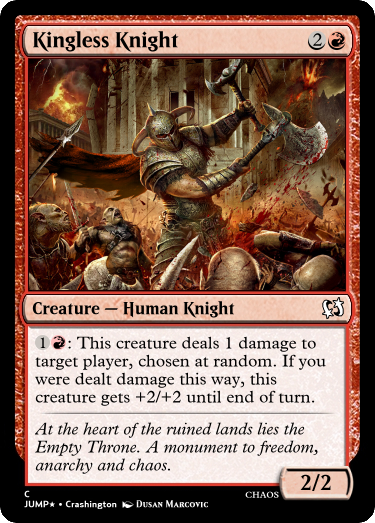 Kingless Knight 2
Creature — Human Knight
1 : This creature deals 1 damage to
target player, chosen at random. If you
were dealt damage this way, this
creature gets +2/+2 until end of turn.
At the heart of the ruined lands lies the
Empty Throne. A monument to freedom,
anarchy and chaos.
2/2
C CHAOS
JUMP★ • Crashington Dusan Marcovic